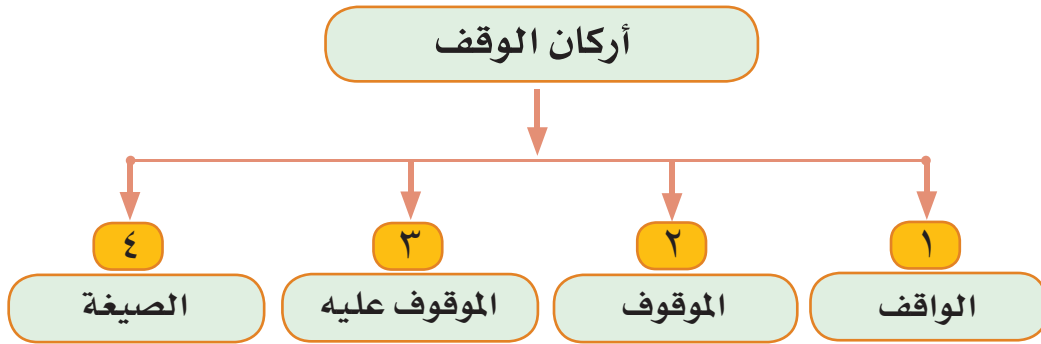 أركان الوقف
١
الواقف
٢
الموقوف
٣
الموقوف عليه
٤
الصيغة